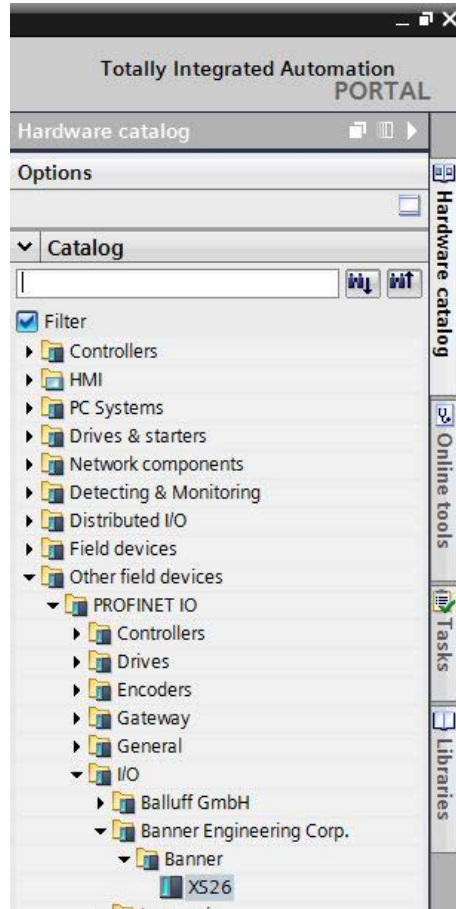 Totally Integrated Automation
PORTAL
Hardware catalog
Options
Catalog
Filter
Controllers
HMI
PC Systems
Drives & starters
Network components
Detecting & Monitoring
Distributed I/O
Field devices
Other field devices
PROFINET IO
Controllers
Drives
Encoders
Gateway
General
I/O
Balluff GmbH
Banner Engineering Corp.
Banner
XS26
Hardware catalog
Online tools
Tasks
Libraries